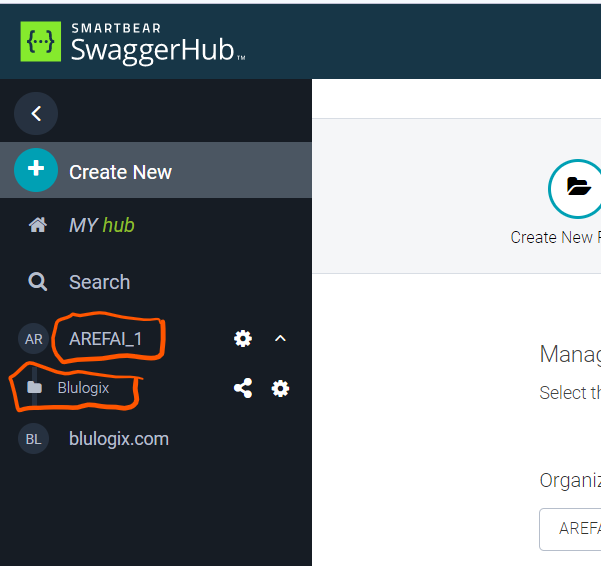 {···}
SMARTBEAR
SwaggerHub™
Create New
MY hub
Search
AR AREFAI_1
Blulogix
BL blulogix.com
Create New
Manag
Select th
Organiz
AREFA